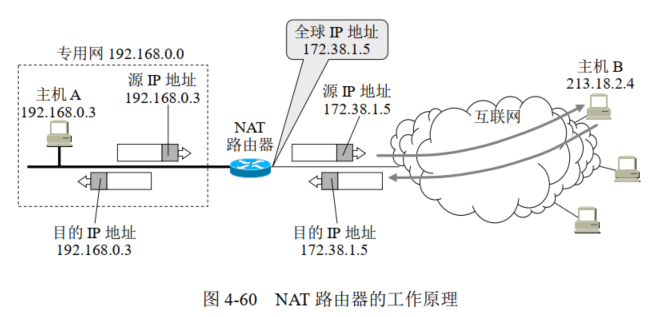 全球 IP 地址
172.38.1.5
专用网 192.168.0.0
主机 A
192.168.0.3
源 IP 地址
192.168.0.3
NAT
路由器
源 IP 地址
172.38.1.5
互联网
主机 B
213.18.2.4
目的 IP 地址
192.168.0.3
目的 IP 地址
172.38.1.5
图 4-60 NAT 路由器的工作原理